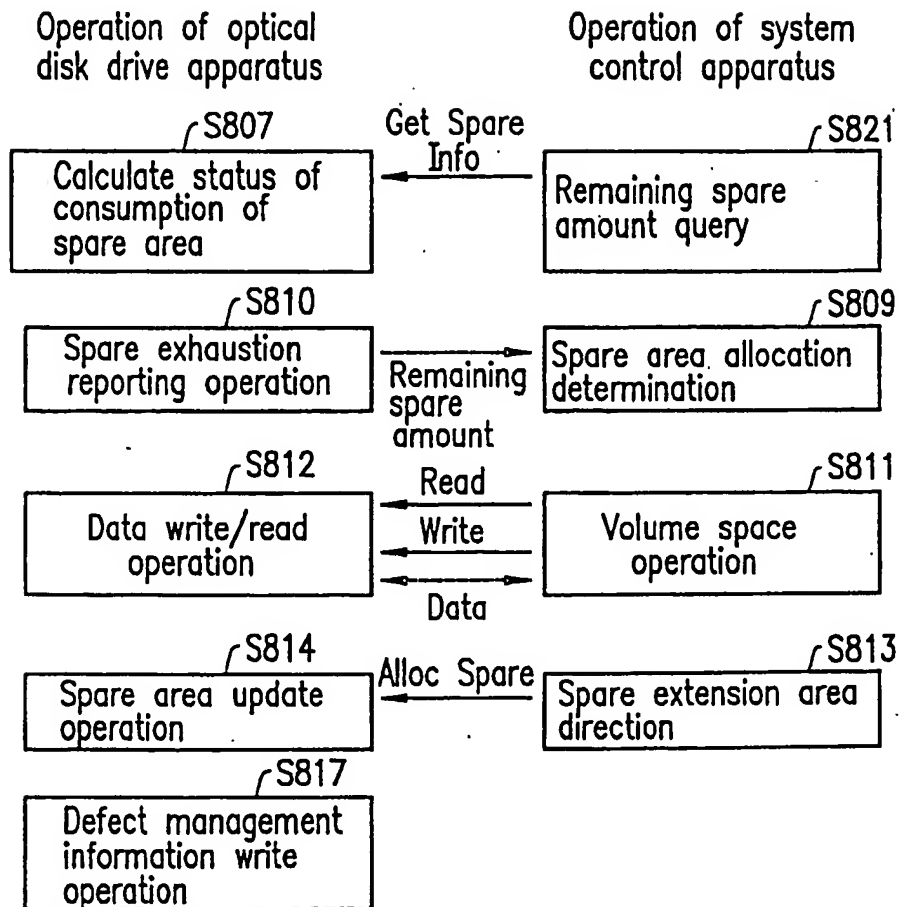 Operation of optical
disk drive apparatus
Operation of system
control apparatus
S807
Calculate status of
consumption of
spare area
Get Spare
Info
S821
Remaining spare
amount query
S810
Spare exhaustion
reporting operation
Remaining
spare
amount
S809
Spare area allocation
determination
S812
Data write/read
operation
Read
Write
Data
S811
Volume space
operation
S814
Spare area update
operation
Alloc Spare
S813
Spare extension area
direction
S817
Defect management
information write
operation